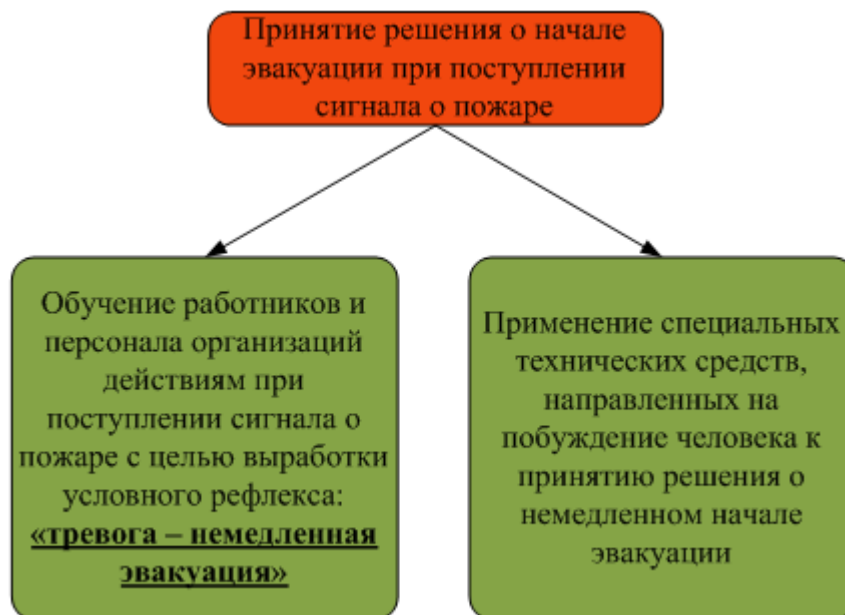 Принятие решения о начале
эвакуации при поступлении
сигнала о пожаре
Обучение работников и
персонала организаций
действиям при
поступлении сигнала о
пожаре с целью выработки
условного рефлекса:
«тревога – немедленная
эвакуация»
Применение специальных
технических средств,
направленных на
побуждение человека к
принятию решения о
немедленном начале
эвакуации